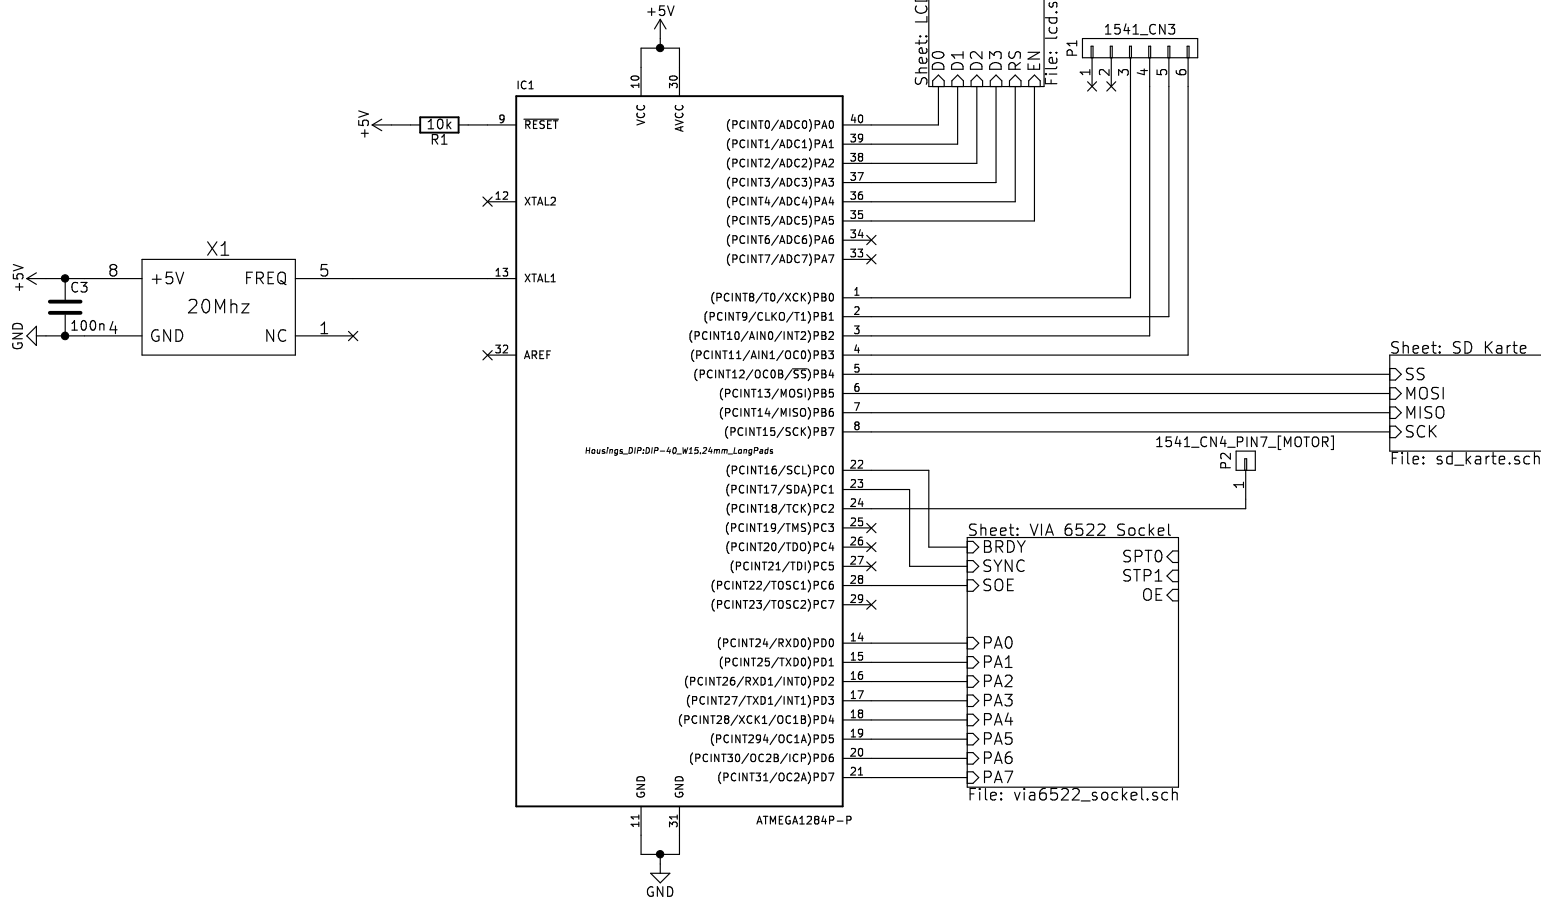 +5V
IC1
10
VCC
30
AVCC
+5V
10k
R1
9
RESET
12
XTAL2
13
XTAL1
32
AREF
X1
+5V
8
+5V
FREQ
5
20Mhz
C3
100n
GND
4
GND
NC
1
(PCINT0/ADC0)PA0 40
(PCINT1/ADC1)PA1 39
(PCINT2/ADC2)PA2 38
(PCINT3/ADC3)PA3 37
(PCINT4/ADC4)PA4 36
(PCINT5/ADC5)PA5 35
(PCINT6/ADC6)PA6 34
(PCINT7/ADC7)PA7 33
(PCINT8/T0/XCK)PB0 1
(PCINT9/CLKO/T1)PB1 2
(PCINT10/AIN0/INT2)PB2 3
(PCINT11/AIN1/OC0)PB3 4
(PCINT12/OC0B/SS)PB4 5
(PCINT13/MOSI)PB5 6
(PCINT14/MISO)PB6 7
(PCINT15/SCK)PB7 8
Housings_DIP:DIP-40_W15.24mm_LongPads
(PCINT16/SCL)PC0 22
(PCINT17/SDA)PC1 23
(PCINT18/TCK)PC2 24
(PCINT19/TMS)PC3 25
(PCINT20/TDO)PC4 26
(PCINT21/TDI)PC5 27
(PCINT22/TOSC1)PC6 28
(PCINT23/TOSC2)PC7 29
(PCINT24/RXD0)PD0 14
(PCINT25/TXD0)PD1 15
(PCINT26/RXD1/INT0)PD2 16
(PCINT27/TXD1/INT1)PD3 17
(PCINT28/XCK1/OC1B)PD4 18
(PCINT294/OC1A)PD5 19
(PCINT30/OC2B/ICP)PD6 20
(PCINT31/OC2A)PD7 21
GND
11
GND
31
GND
ATMEGA1284P-P
Sheet: LCD
D0
D1
D2
D3
RS
EN
File: lcd.s
1541_CN3
P1
1
2
3
4
5
6
Sheet: SD Karte
SS
MOSI
MISO
SCK
File: sd_karte.sch
1541_CN4_PIN7_[MOTOR]
P2
1
Sheet: VIA 6522 Sockel
BRDY
SYNC
SOE
SPT0
STP1
OE
PA0
PA1
PA2
PA3
PA4
PA5
PA6
PA7
File: via6522_sockel.sch